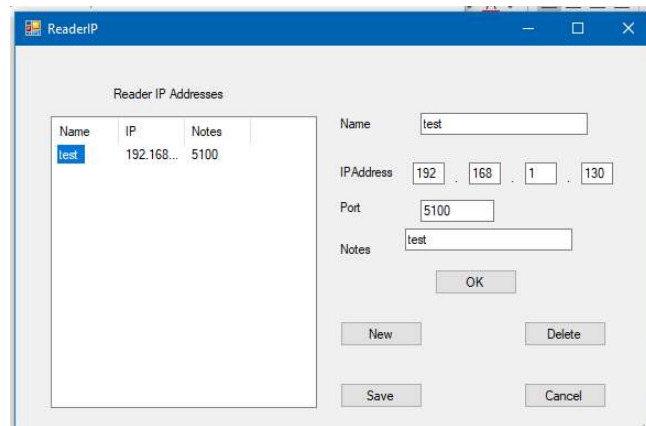 ReaderIP
Reader IP Addresses
Name IP Notes
test 192.168... 5100
Name test
IPAddress 192 . 168 . 1 . 130
Port 5100
Notes test
OK
New Delete
Save Cancel